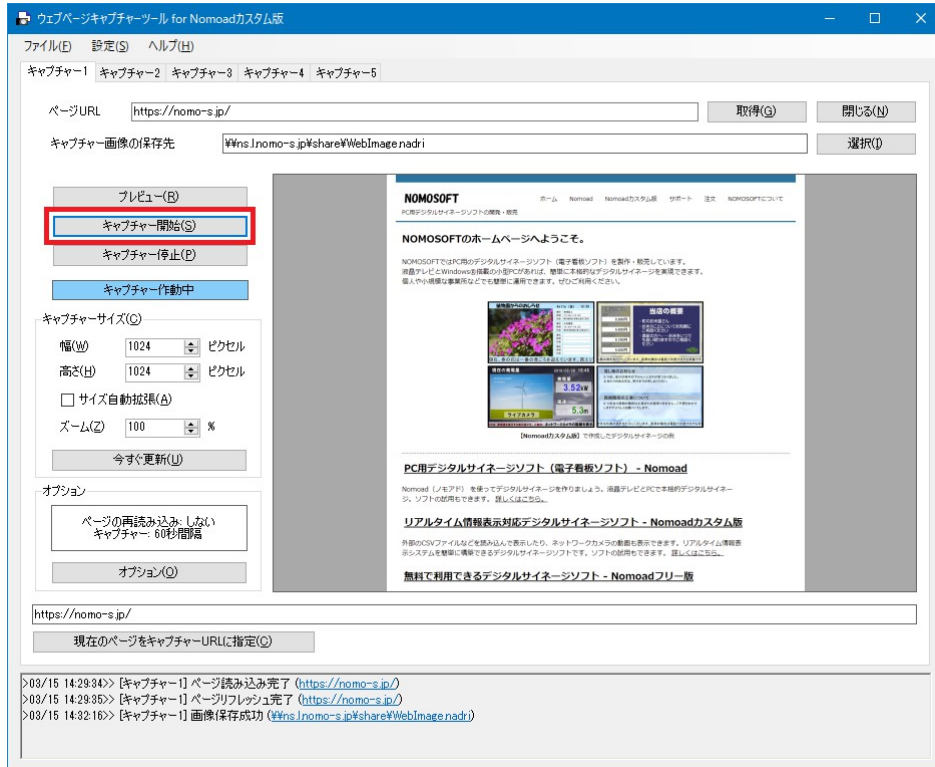 ウェブページキャプチャーツール for Nomoadカスタム版
ファイル(F) 設定(S) ヘルプ(H)
キャプチャー1 キャプチャー2 キャプチャー3 キャプチャー4 キャプチャー5
ページURL https://nomo-s.jp/ 取得(G) 閉じる(N)
キャプチャー画像の保存先 ¥¥ns.l.nomo-s.jp¥share¥WebImage.nadri 選択(I)
プレビュー(R)
キャプチャー開始(S)
キャプチャー停止(P)
キャプチャー作動中
キャプチャーサイズ(C)
幅(W) 1024 ピクセル
高さ(H) 1024 ピクセル
サイズ自動拡張(A)
ズーム(Z) 100 %
今すぐ更新(U)
オプション
ページの再読み込み: しない
キャプチャー: 60秒間隔
オプション(O)
NOMOSOFT ホーム Nomoad Nomoadカスタム版 サポート 注文 NOMOSOFTについて
PC用デジタルサイネージソフトの開発・販売
NOMOSOFTのホームページへようこそ。
NOMOSOFTではPC用のデジタルサイネージソフト（電子看板ソフト）を製作・販売しています。
液晶テレビとWindows®搭載の小型PCがあれば、簡単に本格的なデジタルサイネージを実現できます。
個人や小規模な事業所などでも簡単に運用できます。ぜひご利用ください。
植物園からのおしらせ
当店の概要
現在の発電量
3.52kw
5.3m
ライブカメラ
【Nomoadカスタム版】で作成したデジタルサイネージの例
PC用デジタルサイネージソフト（電子看板ソフト） - Nomoad
Nomoad（ノモアド）を使ってデジタルサイネージを作りましょう。液晶テレビとPCで本格的デジタルサイネー
ジ。ソフトの試用もできます。 詳しくはこちら。
リアルタイム情報表示対応デジタルサイネージソフト - Nomoadカスタム版
外部のCSVファイルなどを読み込んで表示したり、ネットワークカメラの動画も表示できます。リアルタイム情報表
示システムを簡単に構築できるデジタルサイネージソフトです。ソフトの試用もできます。 詳しくはこちら。
無料で利用できるデジタルサイネージソフト - Nomoadフリー版
https://nomo-s.jp/
現在のページをキャプチャーURLに指定(C)
>03/15 14:29:34>> [キャプチャー1] ページ読み込み完了 (https://nomo-s.jp/)
>03/15 14:29:35>> [キャプチャー1] ページリフレッシュ完了 (https://nomo-s.jp/)
>03/15 14:32:16>> [キャプチャー1] 画像保存成功 (¥¥ns.l.nomo-s.jp¥share¥WebImage.nadri)